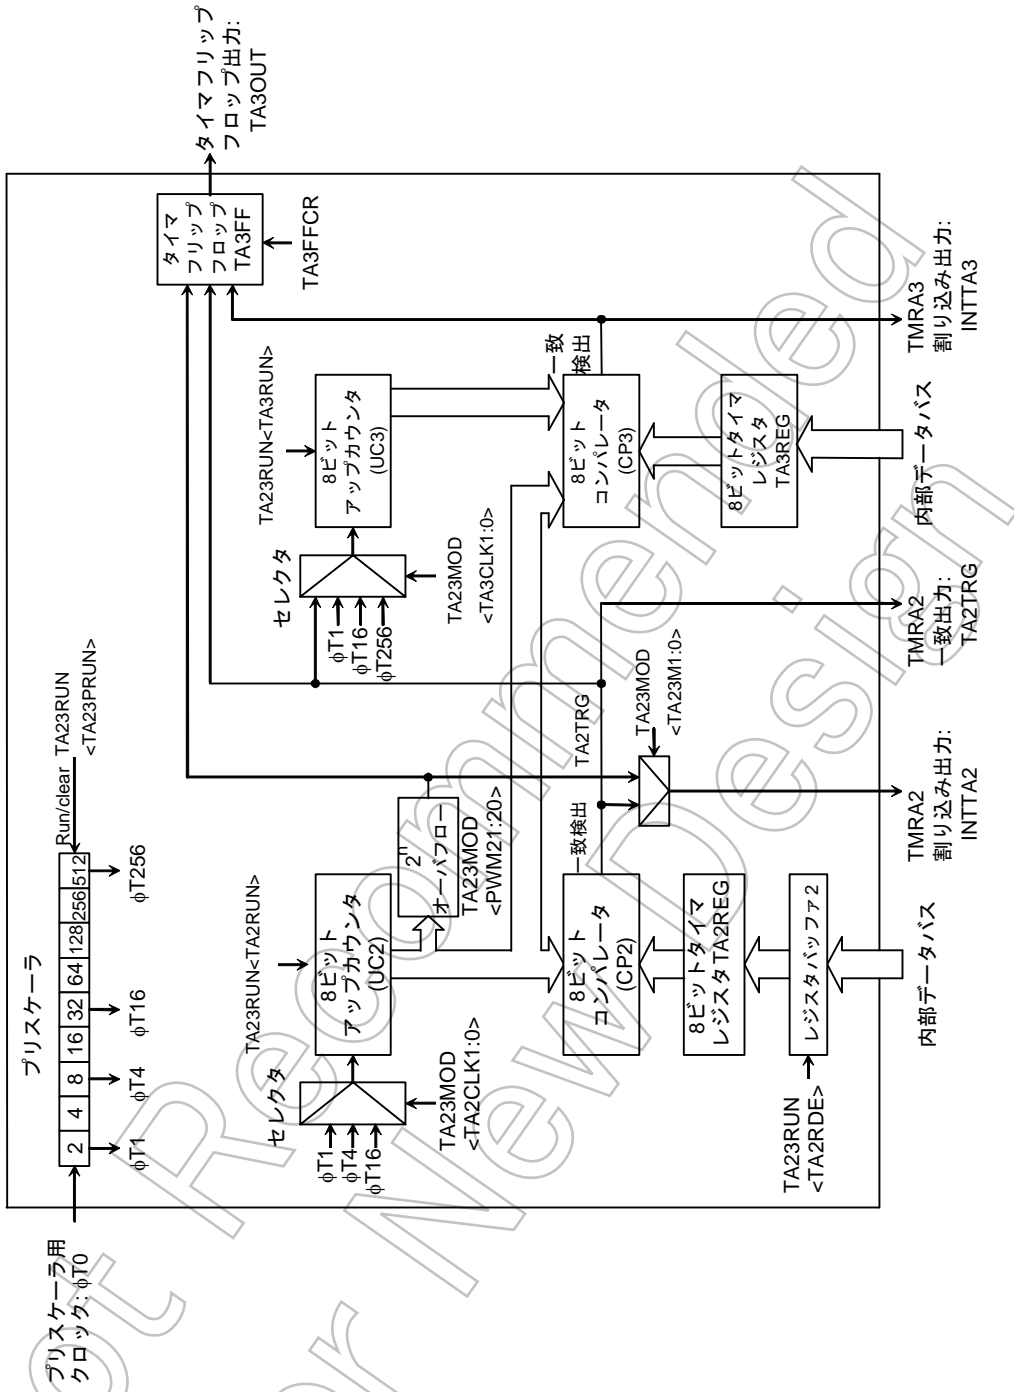 プリスケーラ用
クロック: φT0
プリスケーラ
2 4 8 16 32 64 128 256 512
Run/clear
TA23RUN
<TA23PRUN>
φT1
φT4
φT16
φT256
タイマフリップ
フロップ出力:
TA3OUT
タイマ
フリップ
フロップ
TA3FF
TA3FFCR
セレクタ
φT1
φT4
φT16
TA23MOD
<TA2CLK1:0>
TA23RUN<TA2RUN>
8ビット
アップカウンタ
(UC2)
2ⁿ
オーバフロー
TA23MOD
<PWM21:20>
セレクタ
φT1
φT16
φT256
TA23MOD
<TA3CLK1:0>
TA23RUN<TA3RUN>
8ビット
アップカウンタ
(UC3)
8ビット
コンパレータ
(CP2)
一致検出
TA2TRG
TA23MOD
<TA23M1:0>
8ビット
コンパレータ
(CP3)
一致
検出
8ビットタイマ
レジスタTA2REG
8ビットタイマ
レジスタ
TA3REG
レジスタバッファ2
TA23RUN
<TA2RDE>
内部データバス
TMRA2
割り込み出力:
INTTA2
TMRA2
一致出力:
TA2TRG
内部データバス
TMRA3
割り込み出力:
INTTA3
Not Recommended
for New Design